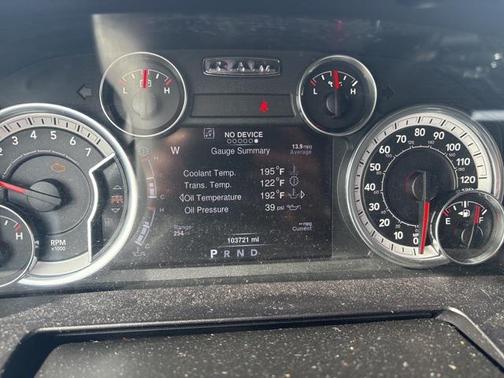 RAM
L H
L H
NO DEVICE
W
Gauge Summary
13.9 MPG
Average
Coolant Temp. 195°F
Trans. Temp. 122°F
Oil Temperature 192°F
Oil Pressure 39 psi
Range
254
--MPG
Current
103721 mi
P R N D
1 2 3 4 5 6 7
RPM
x1000
C H
0 10 20 30 40 50 60 70 80 90 100 110 120
E F